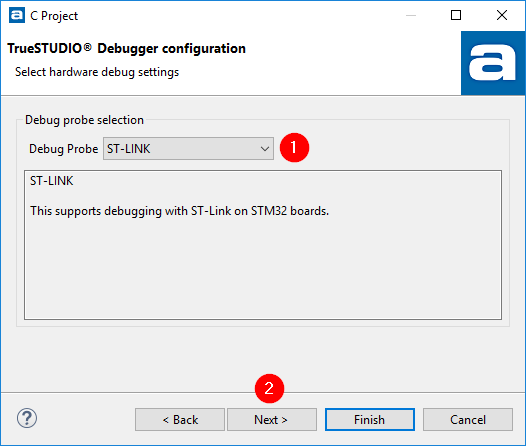 C Project
TrueSTUDIO® Debugger configuration
Select hardware debug settings
a
Debug probe selection
Debug Probe ST-LINK 1
ST-LINK
This supports debugging with ST-Link on STM32 boards.
2
? < Back Next > Finish Cancel